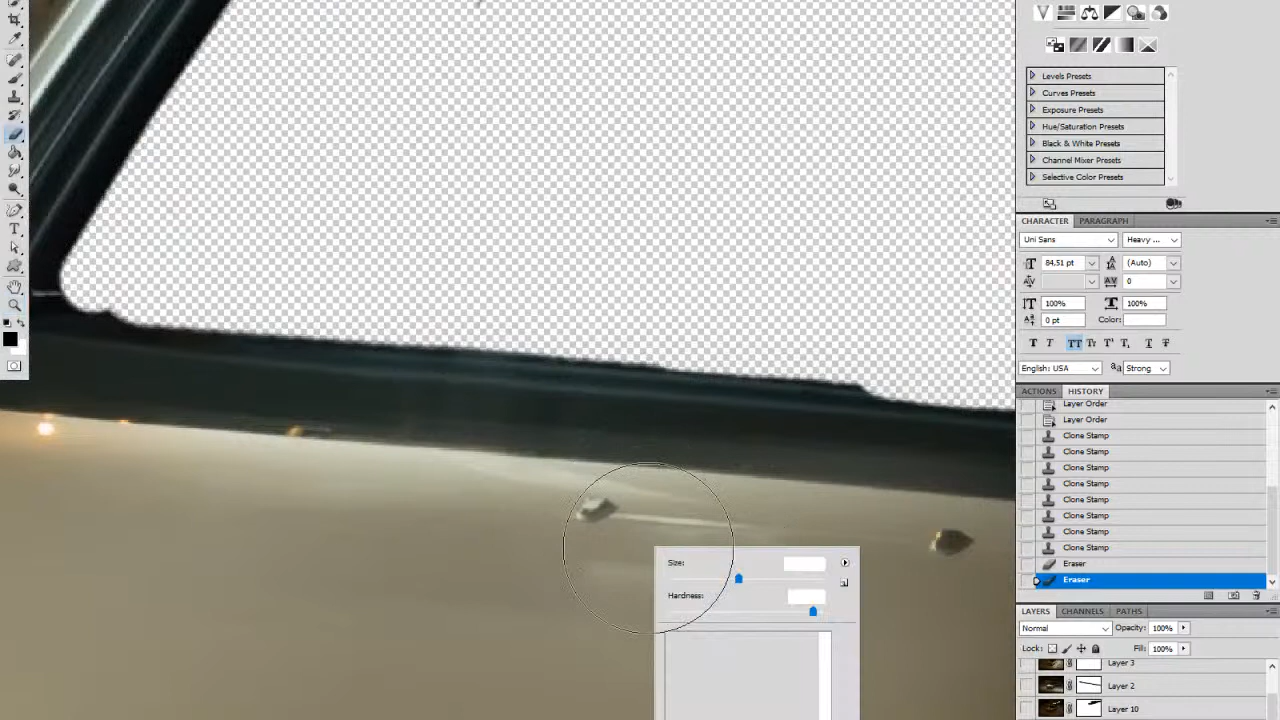 Levels Presets
Curves Presets
Exposure Presets
Hue/Saturation Presets
Black & White Presets
Channel Mixer Presets
Selective Color Presets
CHARACTER PARAGRAPH
Uni Sans Heavy ...
84,51 pt (Auto)
0
100% 100%
0 pt Color:
T T TT Tr T' T, T T
English: USA aa Strong
ACTIONS HISTORY
Layer Order
Layer Order
Clone Stamp
Clone Stamp
Clone Stamp
Clone Stamp
Clone Stamp
Clone Stamp
Clone Stamp
Clone Stamp
Eraser
Eraser
Size:
Hardness:
LAYERS CHANNELS PATHS
Normal Opacity: 100%
Lock: Fill: 100%
Layer 3
Layer 2
Layer 10